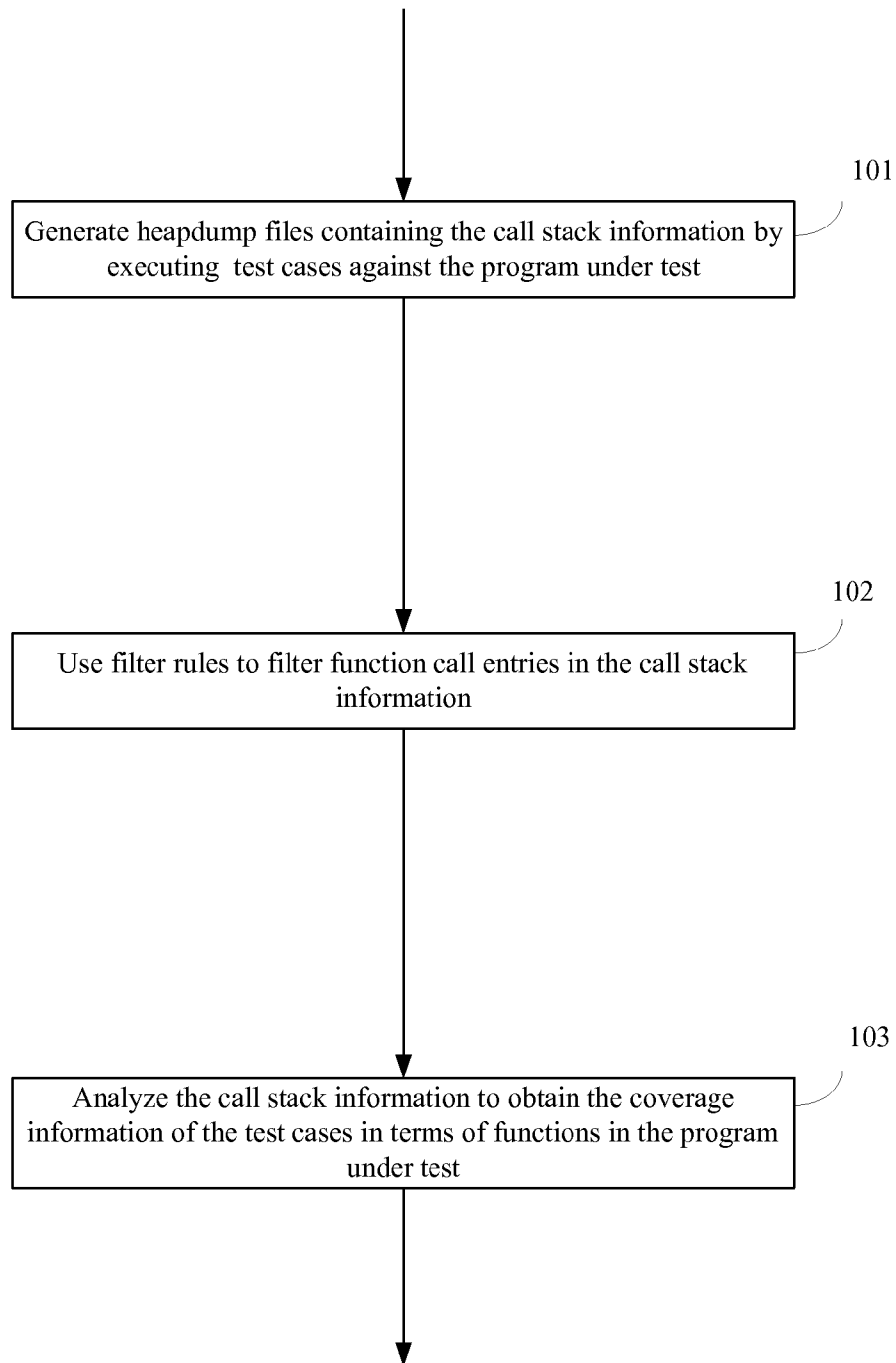 101
Generate heapdump files containing the call stack information by
executing test cases against the program under test
102
Use filter rules to filter function call entries in the call stack
information
103
Analyze the call stack information to obtain the coverage
information of the test cases in terms of functions in the program
under test